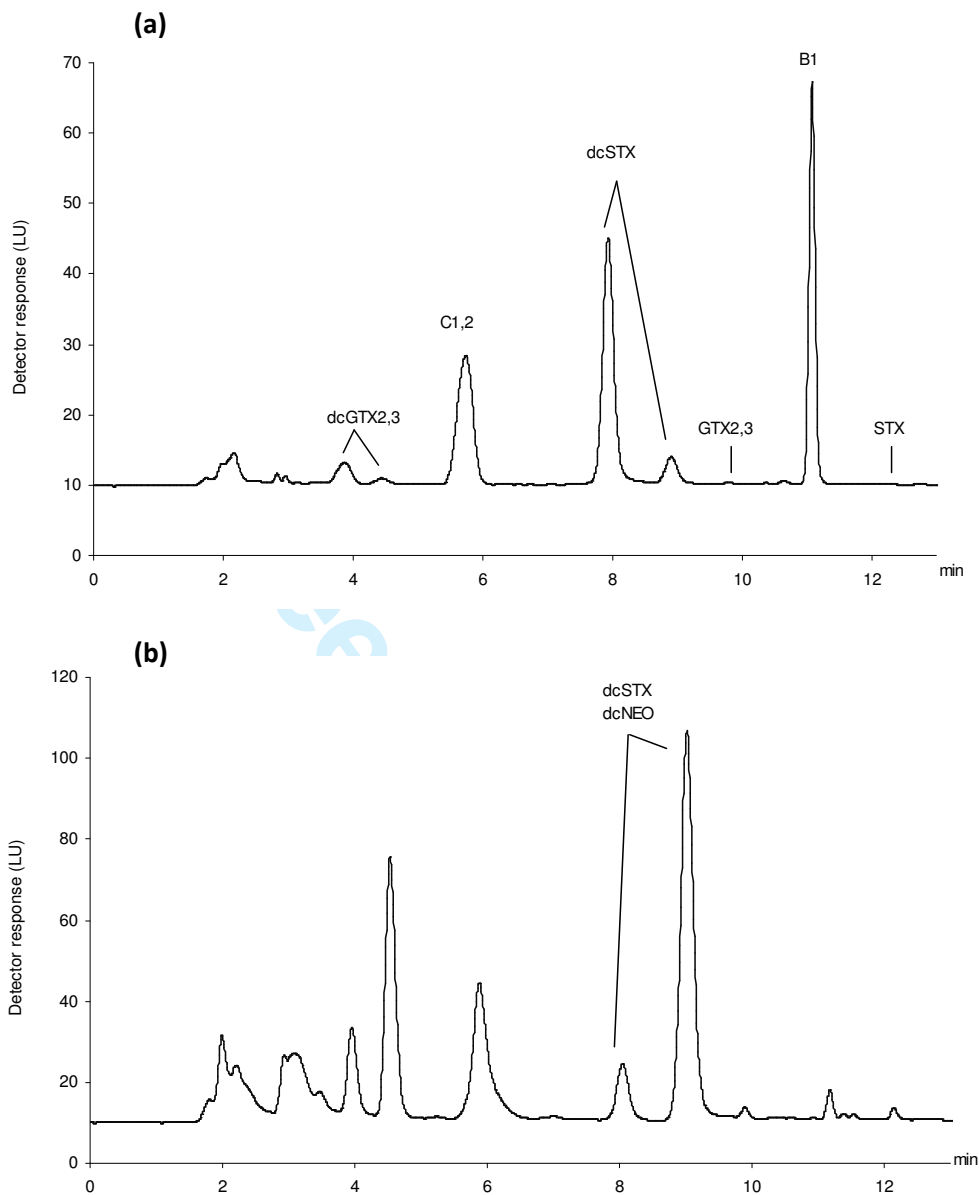 (a)
70
60
50
40
30
20
10
0
Detector response (LU)
B1
dcSTX
C1,2
dcGTX2,3
GTX2,3
STX
0 2 4 6 8 10 12 min
(b)
120
100
80
60
40
20
0
Detector response (LU)
dcSTX
dcNEO
0 2 4 6 8 10 12 min